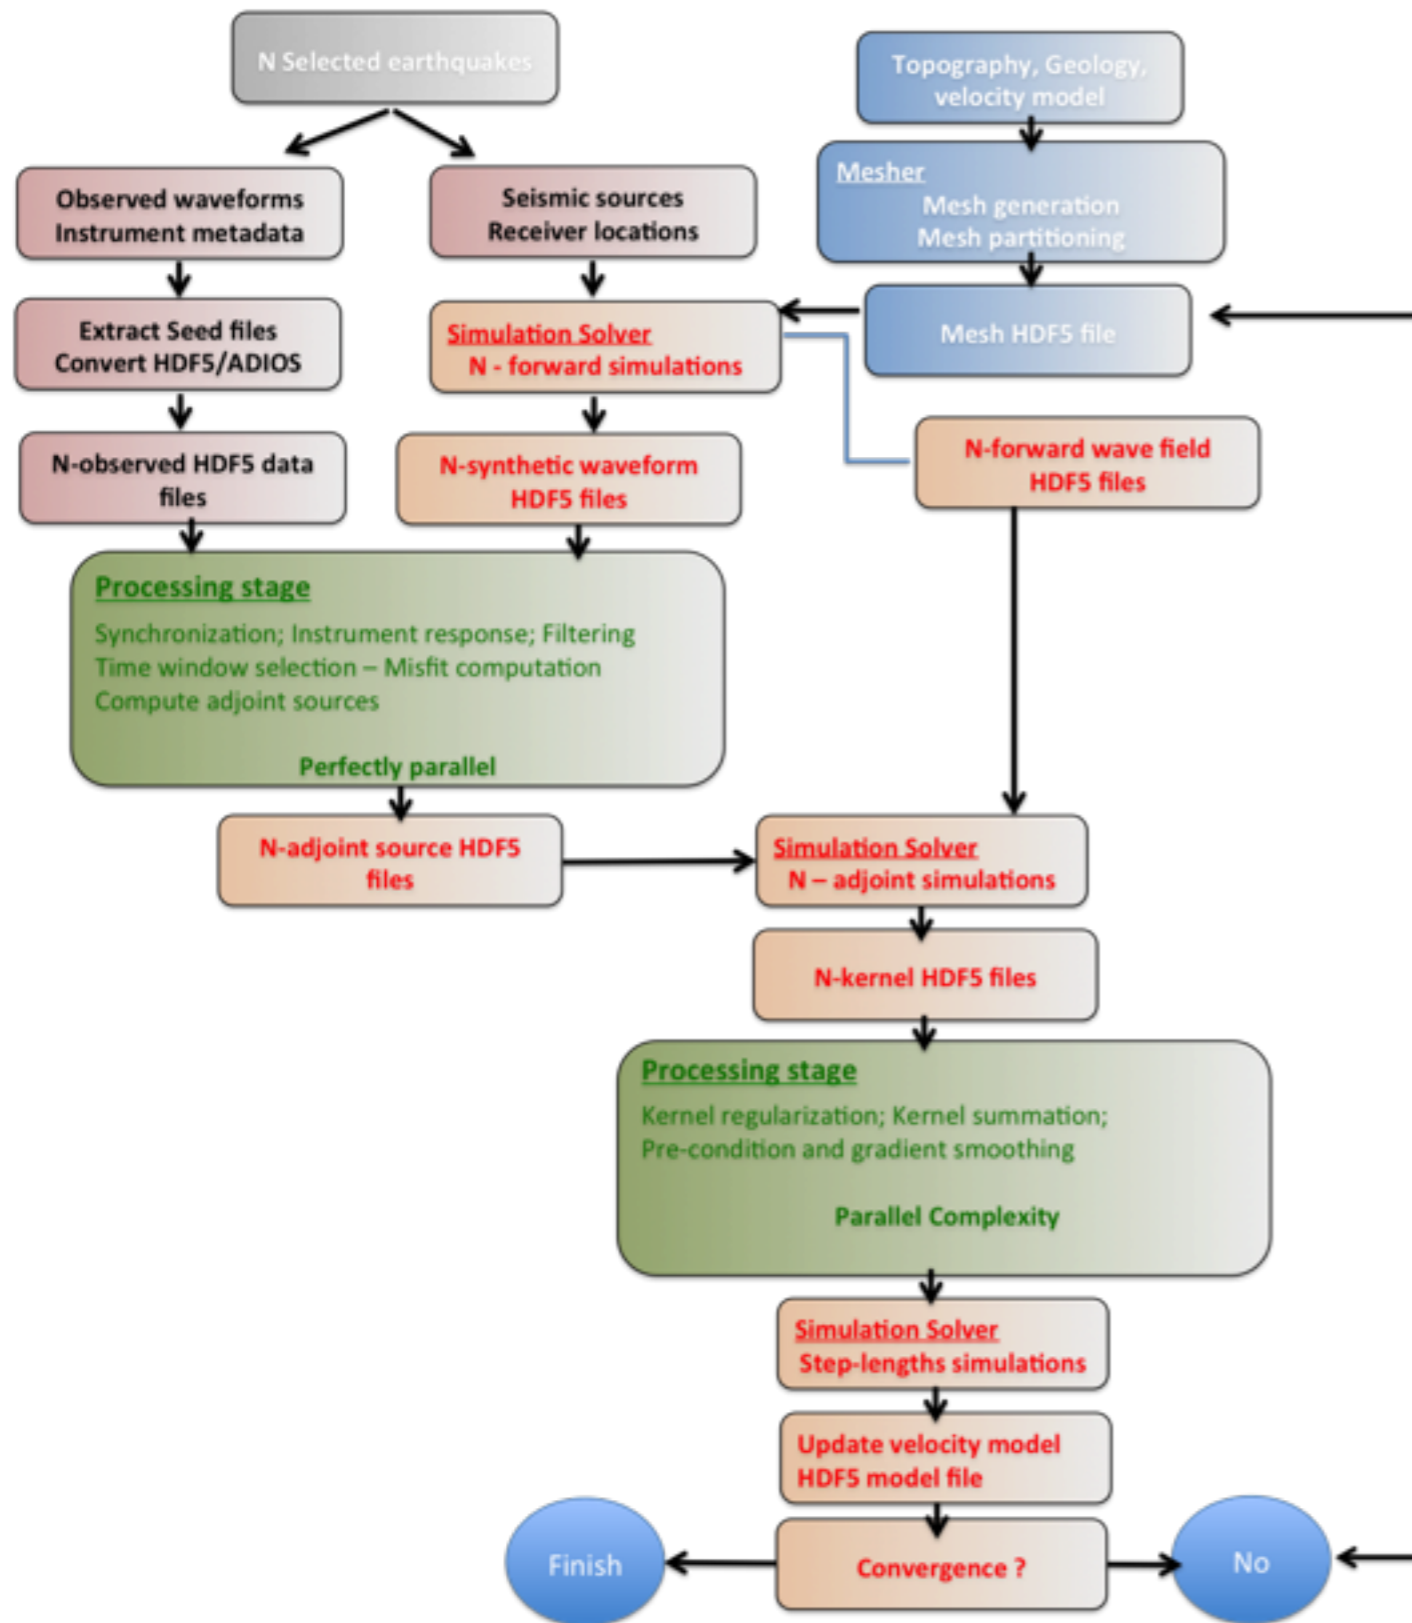 N Selected earthquakes
Topography, Geology,
velocity model
Mesher
Mesh generation
Mesh partitioning
Observed waveforms
Instrument metadata
Seismic sources
Receiver locations
Extract Seed files
Convert HDF5/ADIOS
Simulation Solver
N - forward simulations
Mesh HDF5 file
N-observed HDF5 data
files
N-synthetic waveform
HDF5 files
N-forward wave field
HDF5 files
Processing stage
Synchronization; Instrument response; Filtering
Time window selection – Misfit computation
Compute adjoint sources
Perfectly parallel
N-adjoint source HDF5
files
Simulation Solver
N – adjoint simulations
N-kernel HDF5 files
Processing stage
Kernel regularization; Kernel summation;
Pre-condition and gradient smoothing
Parallel Complexity
Simulation Solver
Step-lengths simulations
Update velocity model
HDF5 model file
Finish
Convergence ?
No